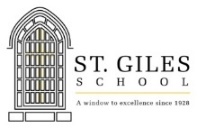 ST. GILES
SCHOOL
A window to excellence since 1928